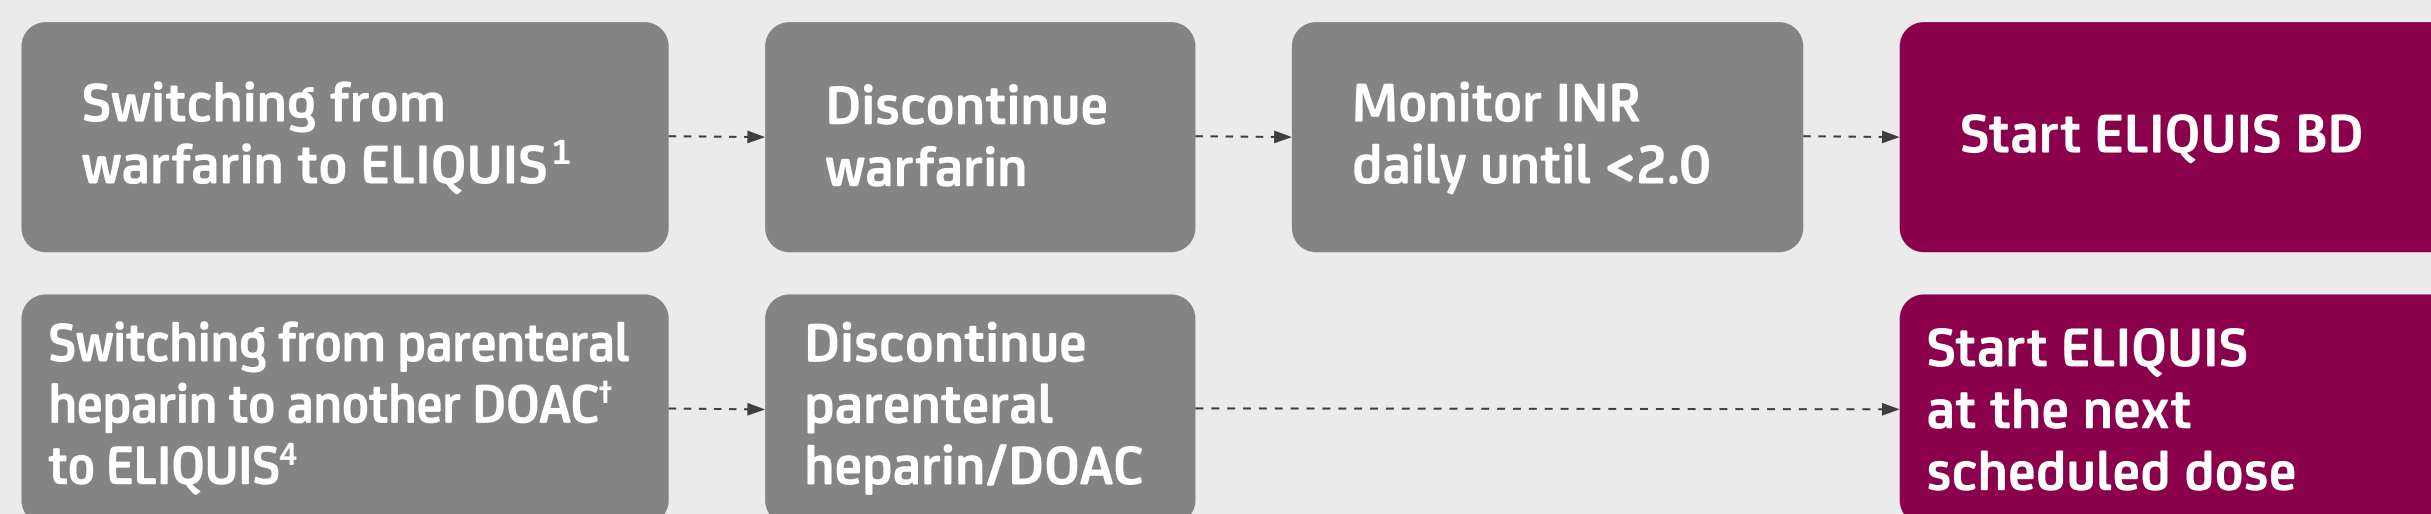 Switching from
warfarin to ELIQUIS¹
Discontinue
warfarin
Monitor INR
daily until <2.0
Start ELIQUIS BD
Switching from parenteral
heparin to another DOAC†
to ELIQUIS⁴
Discontinue
parenteral
heparin/DOAC
Start ELIQUIS
at the next
scheduled dose